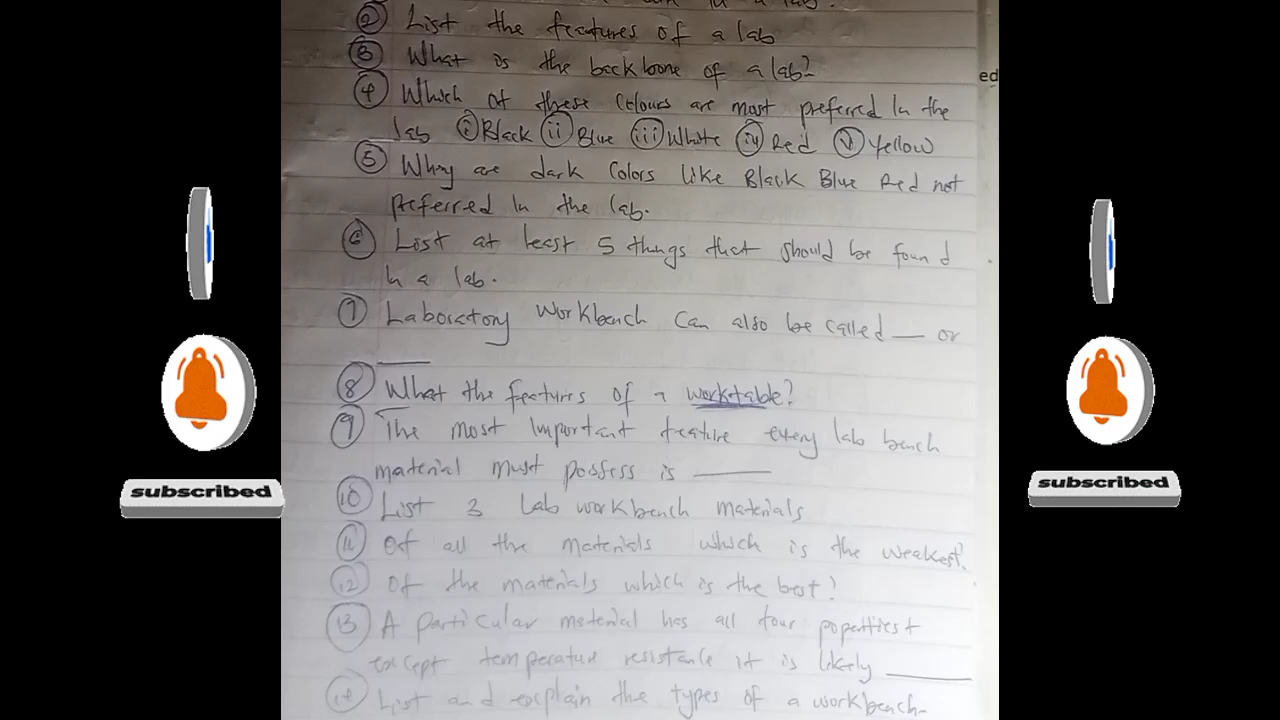 ② List the features of a lab
③ What is the backbone of a lab?
ed
④ Which of these colours are most preferred in the
lab ⓘ Black ⓘⓘ Blue ⓘⓘⓘ White ⓘⓥ Red ⓥ Yellow
⑤ Why are dark colors like Black Blue Red not
preferred in the lab.
⑥ List at least 5 things that should be found
in a lab.
⑦ Laboratory Workbench can also be called __ or
____
⑧ What the features of a worktable?
⑨ The most important feature every lab bench
material must possess is ____
⑩ List 3 Lab workbench materials
⑪ Of all the materials which is the weakest?
⑫ Of the materials which is the best?
⑬ A particular material has all four poperties t
except temperature resistance it is likely ____
⑭ List and explain the types of a workbench-
subscribed
subscribed